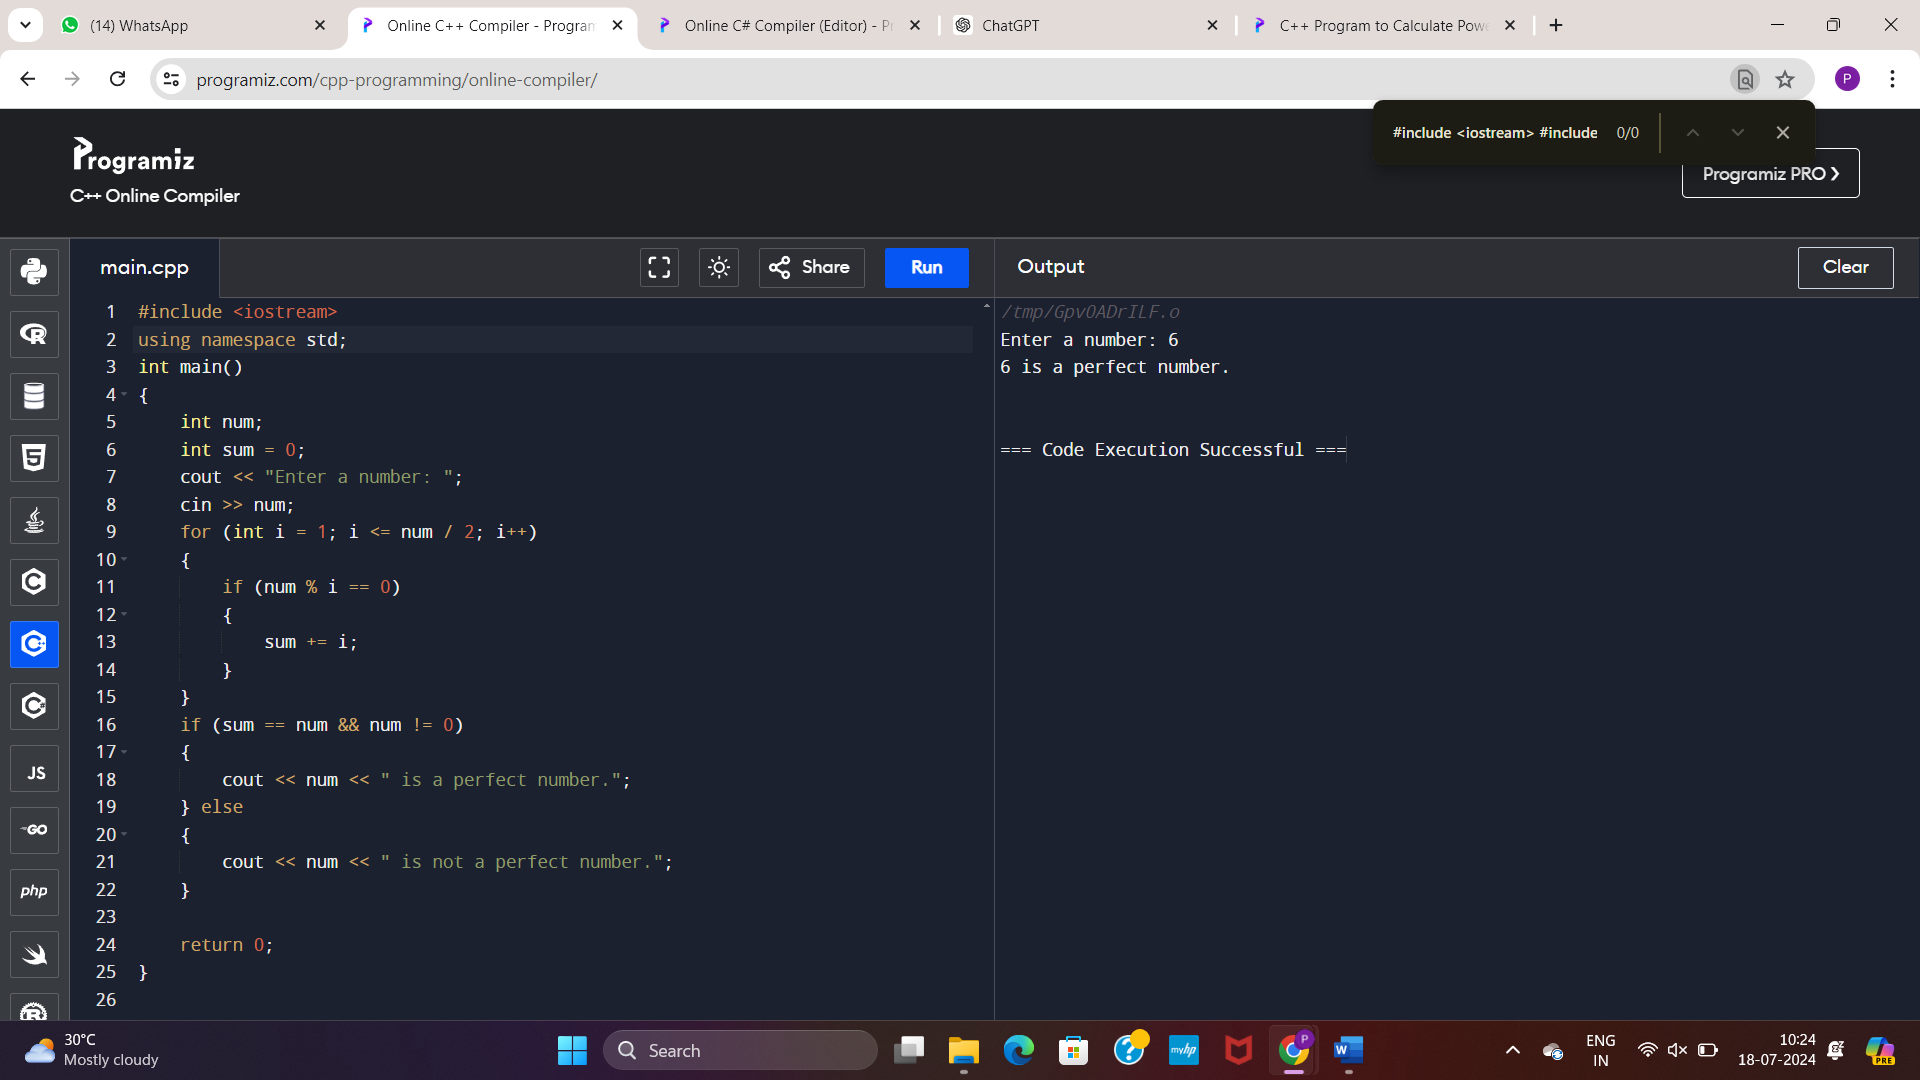 (14) WhatsApp
Online C++ Compiler - Program
Online C# Compiler (Editor) - P
ChatGPT
C++ Program to Calculate Powe
programiz.com/cpp-programming/online-compiler/
P
#include <iostream> #include
0/0
Programiz
C++ Online Compiler
Programiz PRO
main.cpp
Share
Run
Output
Clear
1 #include <iostream>
2 using namespace std;
3 int main()
4 {
5     int num;
6     int sum = 0;
7     cout << "Enter a number: ";
8     cin >> num;
9     for (int i = 1; i <= num / 2; i++)
10     {
11         if (num % i == 0)
12         {
13             sum += i;
14         }
15     }
16     if (sum == num && num != 0)
17     {
18         cout << num << " is a perfect number.";
19     } else
20     {
21         cout << num << " is not a perfect number.";
22     }
23
24     return 0;
25 }
26
/tmp/GpvOADrILF.o
Enter a number: 6
6 is a perfect number.
=== Code Execution Successful ===
JS
GO
php
30°C
Mostly cloudy
Search
myhp
P
W
ENG
IN
10:24
18-07-2024
PRE